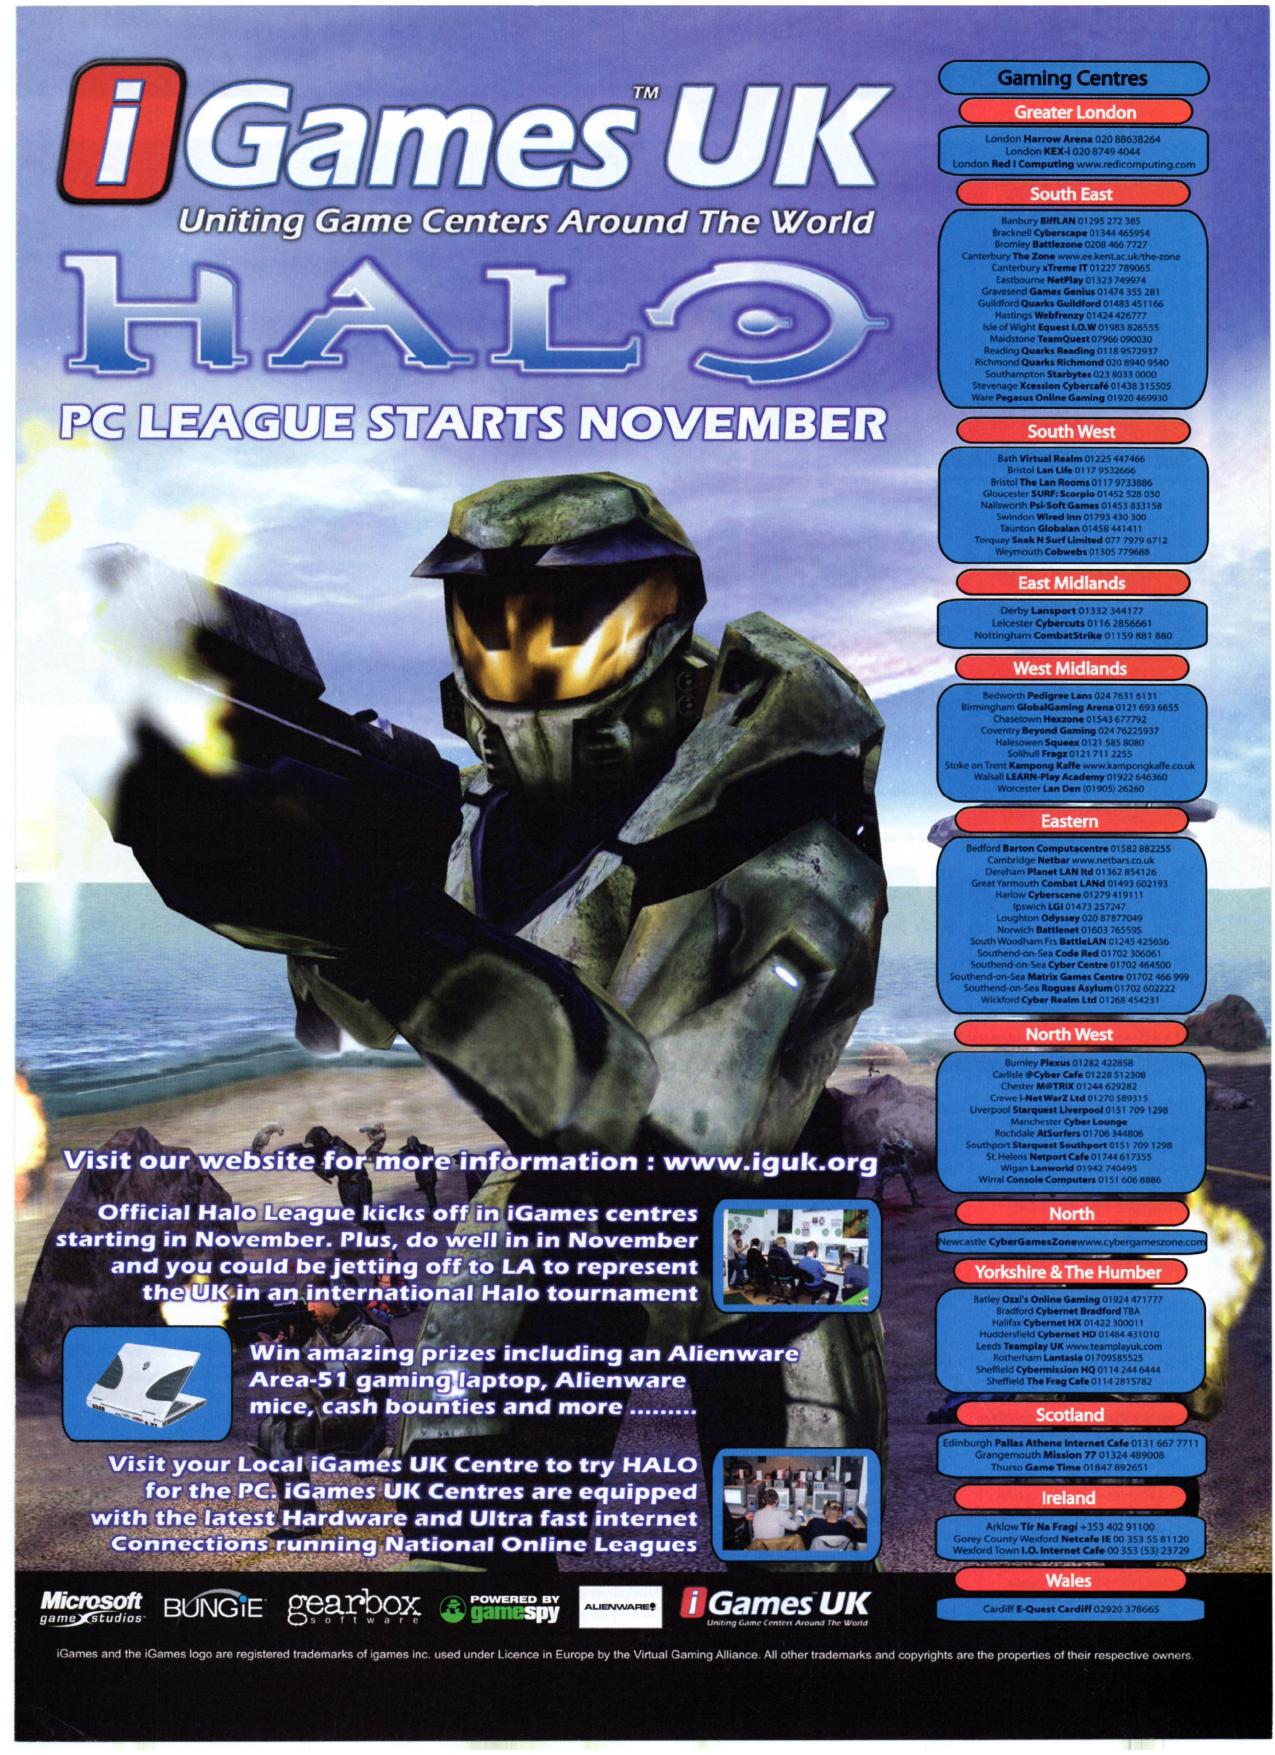 i Games™ UK
Uniting Game Centers Around The World
HALO
PC LEAGUE STARTS NOVEMBER
Visit our website for more information : www.iguk.org
Official Halo League kicks off in iGames centres
starting in November. Plus, do well in in November
and you could be jetting off to LA to represent
the UK in an international Halo tournament
Win amazing prizes including an Alienware
Area-51 gaming laptop, Alienware
mice, cash bounties and more .........
Visit your Local iGames UK Centre to try HALO
for the PC. iGames UK Centres are equipped
with the latest Hardware and Ultra fast internet
Connections running National Online Leagues
Gaming Centres
Greater London
London Harrow Arena 020 88638264
London KEX-i 020 8749 4044
London Red I Computing www.redicomputing.com
South East
Banbury BiffLAN 01295 272 385
Bracknell Cyberscape 01344 465954
Bromley Battlezone 0208 466 7727
Canterbury The Zone www.ee.kent.ac.uk/the-zone
Canterbury xTreme IT 01227 789065
Eastbourne NetPlay 01323 749974
Gravesend Games Genius 01474 355 281
Guildford Quarks Guildford 01483 451166
Hastings Webfrenzy 01424 426777
Isle of Wight Equest I.O.W 01983 826555
Maidstone TeamQuest 07966 090030
Reading Quarks Reading 0118 9572937
Richmond Quarks Richmond 020 8940 9540
Southampton Starbytes 023 8033 0000
Stevenage Xcession Cybercafé 01438 315505
Ware Pegasus Online Gaming 01920 469930
South West
Bath Virtual Realm 01225 447466
Bristol Lan Life 0117 9532666
Bristol The Lan Rooms 0117 9733886
Gloucester SURF: Scorpio 01452 528 030
Nailsworth Psi-Soft Games 01453 833158
Swindon Wired Inn 01793 430 300
Taunton Globalan 01458 441411
Torquay Snak N Surf Limited 077 7979 6712
Weymouth Cobwebs 01305 779688
East Midlands
Derby Lansport 01332 344177
Leicester Cybercuts 0116 2856661
Nottingham CombatStrike 01159 881 880
West Midlands
Bedworth Pedigree Lans 024 7631 6131
Birmingham GlobalGaming Arena 0121 693 6655
Chasetown Hexzone 01543 677792
Coventry Beyond Gaming 024 76225937
Halesowen Squeex 0121 585 8080
Solihull Fragz 0121 711 2255
Stoke on Trent Kampong Kaffe www.kampongkaffe.co.uk
Walsall LEARN-Play Academy 01922 646360
Worcester Lan Den (01905) 26260
Eastern
Bedford Barton Computacentre 01582 882255
Cambridge Netbar www.netbars.co.uk
Dereham Planet LAN ltd 01362 854126
Great Yarmouth Combat LANd 01493 602193
Harlow Cyberscene 01279 419111
Ipswich LGI 01473 257247
Loughton Odyssey 020 87877049
Norwich Battlenet 01603 765595
South Woodham Frs BattleLAN 01245 425656
Southend-on-Sea Code Red 01702 306061
Southend-on-Sea Cyber Centre 01702 464500
Southend-on-Sea Matrix Games Centre 01702 466 999
Southend-on-Sea Rogues Asylum 01702 602222
Wickford Cyber Realm Ltd 01268 454231
North West
Burnley Plexus 01282 422858
Carlisle @Cyber Cafe 01228 512308
Chester M@TRIX 01244 629282
Crewe i-Net WarZ Ltd 01270 589315
Liverpool Starquest Liverpool 0151 709 1298
Manchester Cyber Lounge
Rochdale AtSurfers 01706 344806
Southport Starquest Southport 0151 709 1298
St. Helens Netport Cafe 01744 617355
Wigan Lanworld 01942 740495
Wirral Console Computers 0151 606 8886
North
Newcastle CyberGamesZone www.cybergameszone.com
Yorkshire & The Humber
Batley Ozzi's Online Gaming 01924 471777
Bradford Cybernet Bradford TBA
Halifax Cybernet HX 01422 300011
Huddersfield Cybernet HD 01484 431010
Leeds Teamplay UK www.teamplayuk.com
Rotherham Lantasia 01709585525
Sheffield Cybermission HQ 0114 244 6444
Sheffield The Frag Cafe 0114 2815782
Scotland
Edinburgh Pallas Athene Internet Cafe 0131 667 7711
Grangemouth Mission 77 01324 489008
Thurso Game Time 01847 892651
Ireland
Arklow Tír Na Fragí +353 402 91100
Gorey County Wexford Netcafe IE 00 353 55 81120
Wexford Town I.O. Internet Cafe 00 353 (53) 23729
Wales
Cardiff E-Quest Cardiff 02920 378665
Microsoft game studios
BUNGiE
gearbox software
POWERED BY gamespy
ALIENWARE
i Games UK
Uniting Game Centers Around The World
iGames and the iGames logo are registered trademarks of igames inc. used under Licence in Europe by the Virtual Gaming Alliance. All other trademarks and copyrights are the properties of their respective owners.